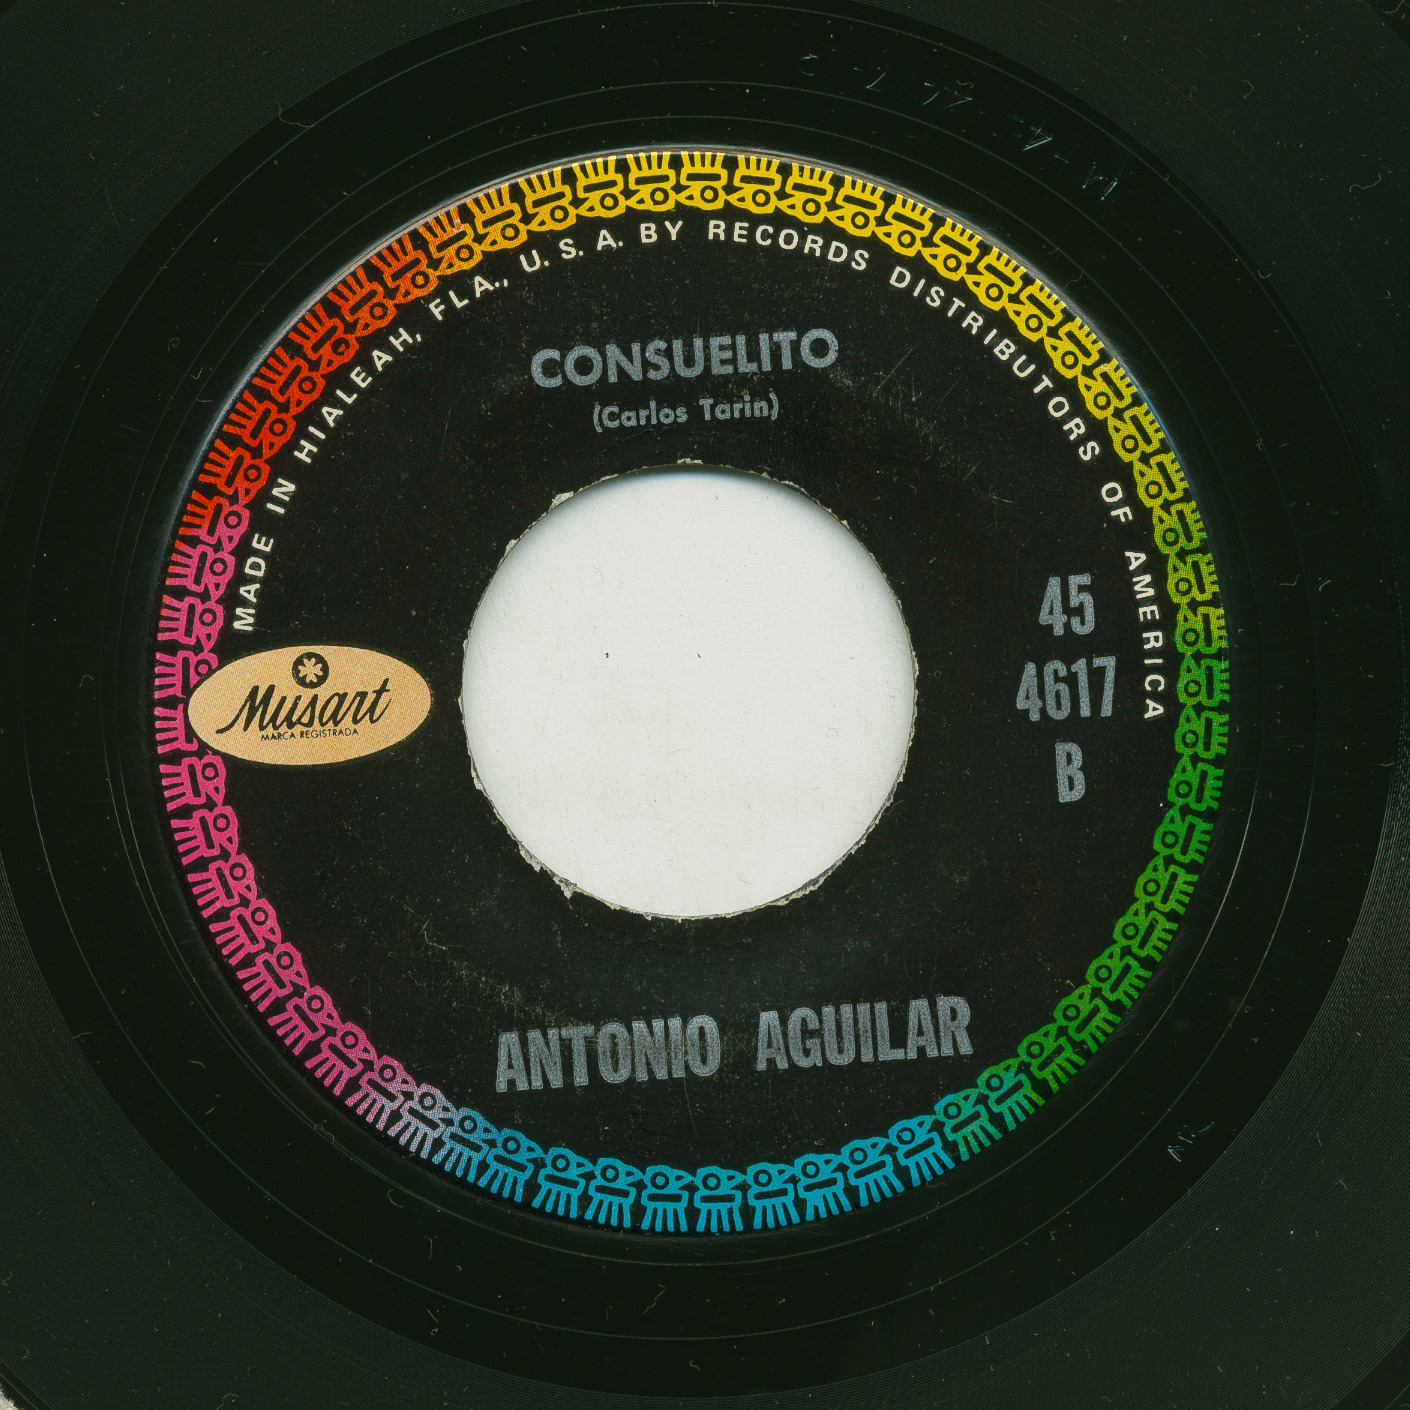 MADE IN HIALEAH, FLA., U. S. A. BY RECORDS DISTRIBUTORS OF AMERICA
CONSUELITO
(Carlos Tarin)
45
4617
B
Musart
MARCA REGISTRADA
ANTONIO AGUILAR